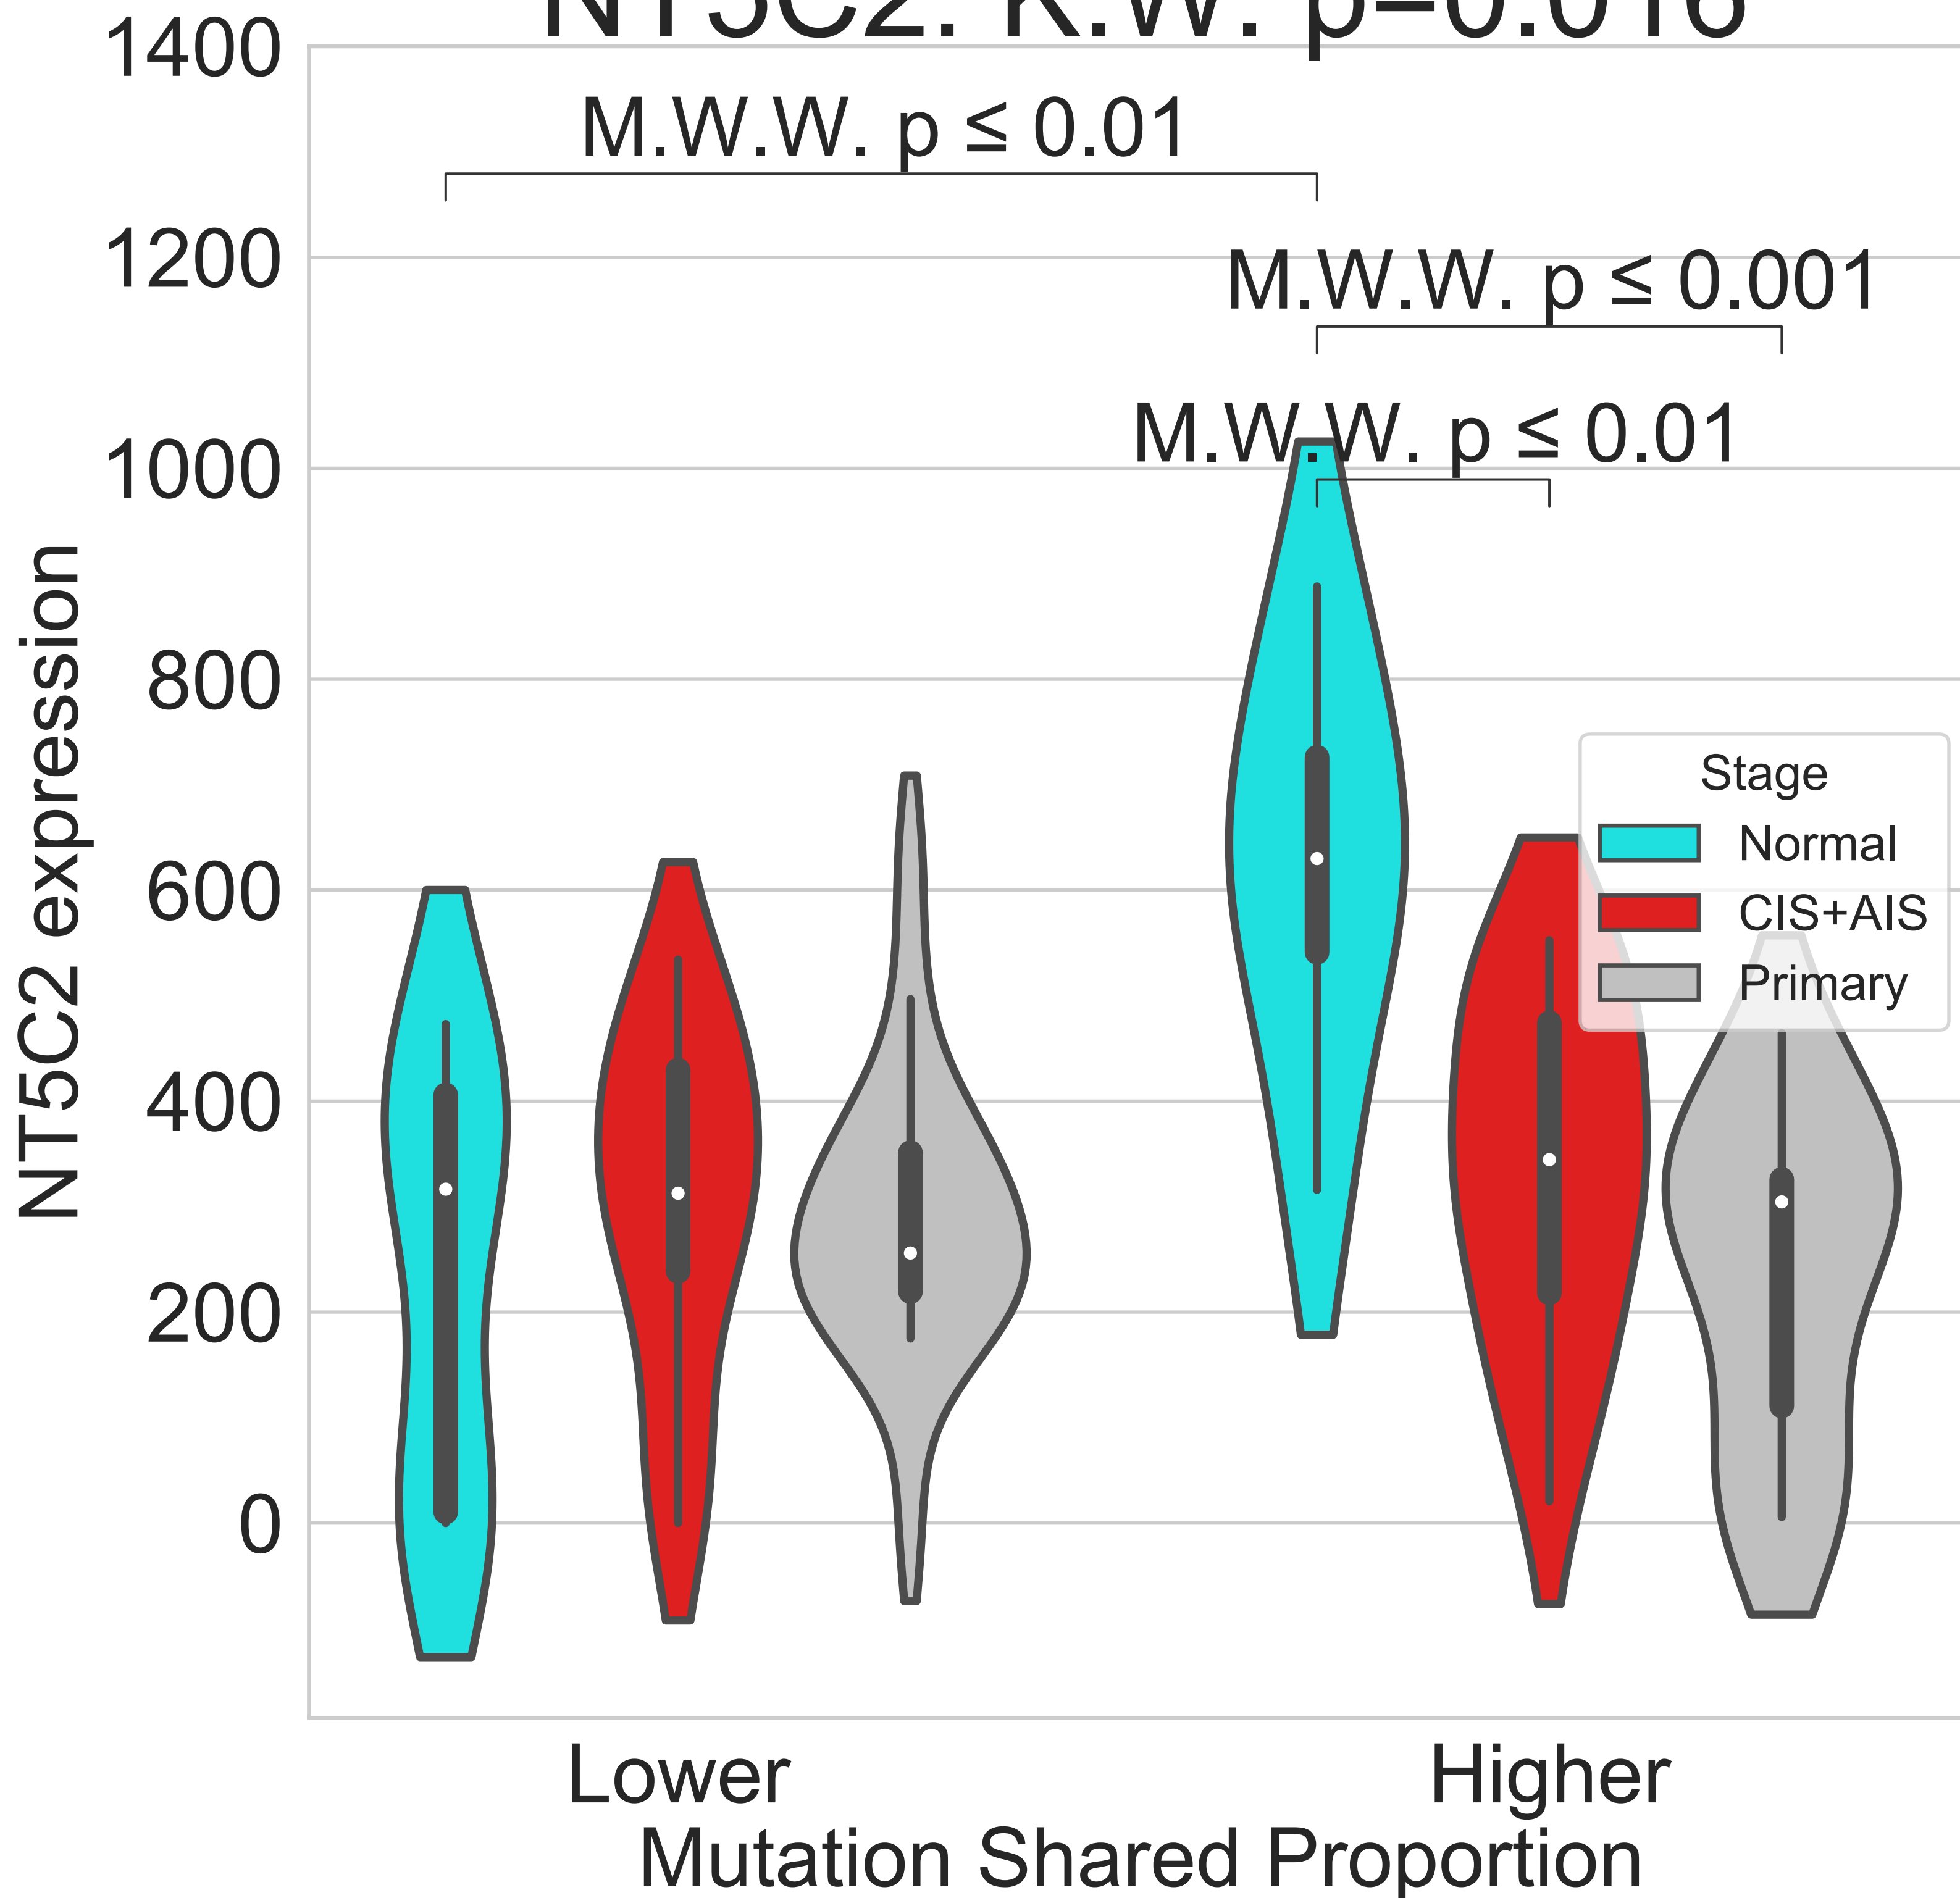 NT5C2. K.W.
1400
M.W.W. p ≤ 0.01
1200
M.W.W. p ≤ 0.001
M.W.W. p ≤ 0.01
1000
800
600
400
200
0
NT5C2 expression
Stage
Normal
CIS+AIS
Primary
Lower
Higher
Mutation Shared Proportion